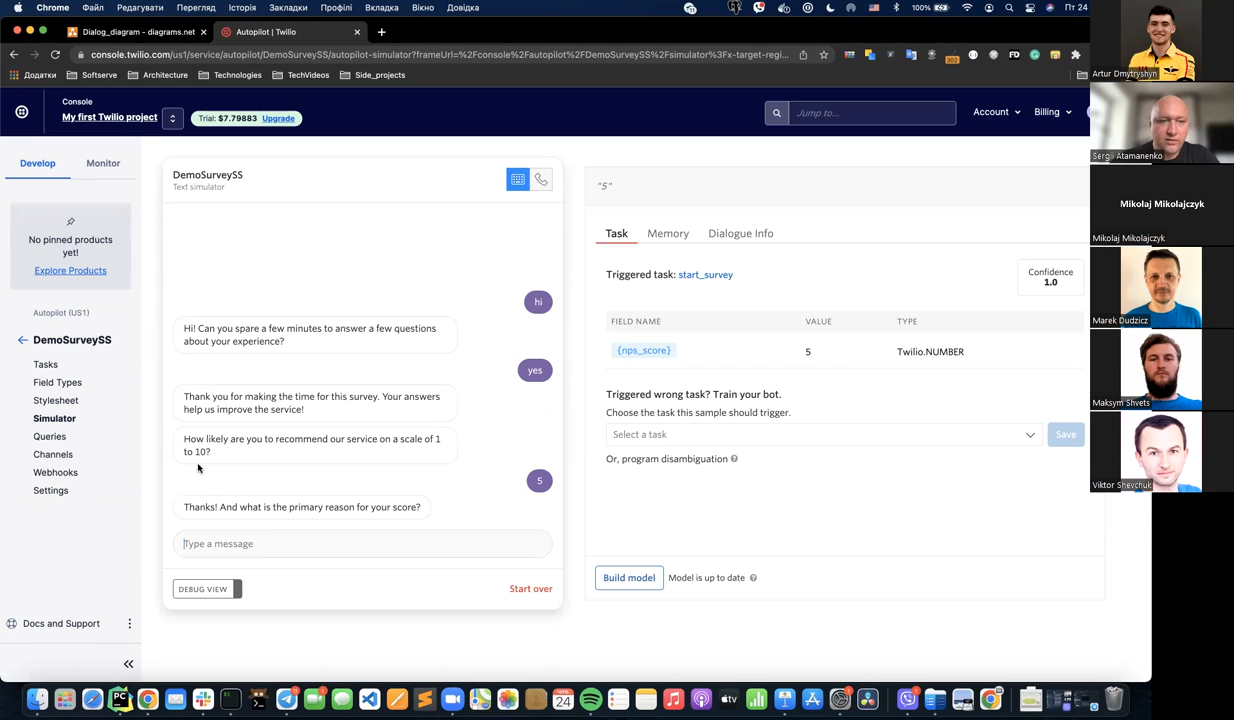 Chrome Файл Редагувати Перегляд Історія Закладки Профілі Вкладка Вікно Довідка
100% Пт 24
Dialog_diagram - diagrams.net
Autopilot | Twilio
console.twilio.com/us1/service/autopilot/DemoSurveySS/autopilot-simulator?frameUrl=%2Fconsole%2Fautopilot%2FDemoSurveySS%2Fsimulator%3Fx-target-regi...
302
FD
Додатки Softserve Architecture Technologies TechVideos Side_projects
Console
My first Twilio project
Trial: $7.79883 Upgrade
Jump to...
Account
Billing
Develop
Monitor
No pinned products
yet!
Explore Products
Autopilot (US1)
DemoSurveySS
Tasks
Field Types
Stylesheet
Simulator
Queries
Channels
Webhooks
Settings
Docs and Support
DemoSurveySS
Text simulator
hi
Hi! Can you spare a few minutes to answer a few questions
about your experience?
yes
Thank you for making the time for this survey. Your answers
help us improve the service!
How likely are you to recommend our service on a scale of 1
to 10?
5
Thanks! And what is the primary reason for your score?
Type a message
DEBUG VIEW
Start over
"5"
Task
Memory
Dialogue Info
Triggered task: start_survey
Confidence
1.0
FIELD NAME VALUE TYPE
{nps_score} 5 Twilio.NUMBER
Triggered wrong task? Train your bot.
Choose the task this sample should trigger.
Select a task
Save
Or, program disambiguation
Build model
Model is up to date
Artur Dmytryshyn
Sergii Atamanenko
Mikolaj Mikolajczyk
Mikolaj Mikolajczyk
Marek Dudzicz
Maksym Shvets
Viktor Shevchuk
PC
24
tv